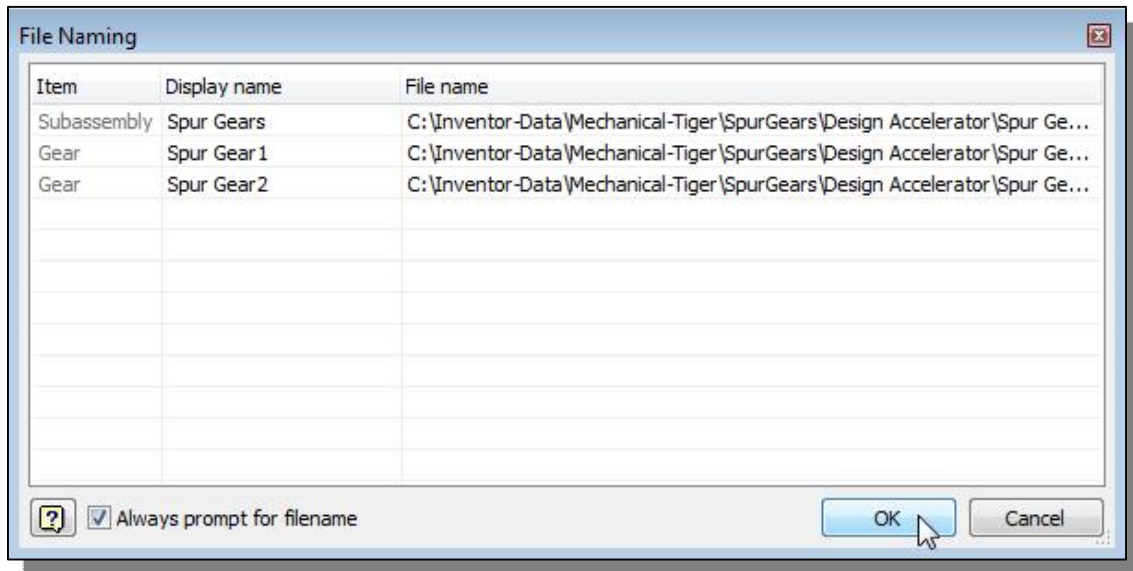 File Naming
Item Display name File name
Subassembly Spur Gears C:\Inventor-Data\Mechanical-Tiger\SpurGears\Design Accelerator\Spur Ge...
Gear Spur Gear1 C:\Inventor-Data\Mechanical-Tiger\SpurGears\Design Accelerator\Spur Ge...
Gear Spur Gear2 C:\Inventor-Data\Mechanical-Tiger\SpurGears\Design Accelerator\Spur Ge...
? Always prompt for filename OK Cancel